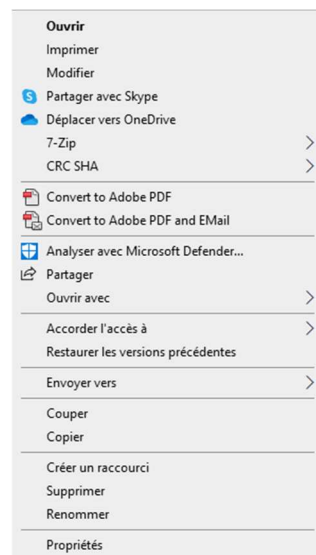 Ouvrir
Imprimer
Modifier
Partager avec Skype
Déplacer vers OneDrive
7-Zip
CRC SHA
Convert to Adobe PDF
Convert to Adobe PDF and EMail
Analyser avec Microsoft Defender...
Partager
Ouvrir avec
Accorder l'accès à
Restaurer les versions précédentes
Envoyer vers
Couper
Copier
Créer un raccourci
Supprimer
Renommer
Propriétés